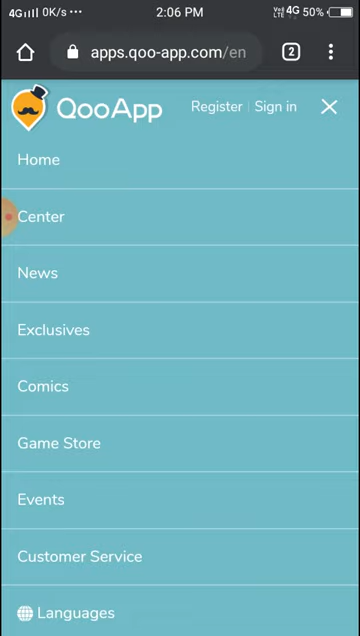 4G 0K/s ••• 2:06 PM 4G 50%
apps.qoo-app.com/en 2
QooApp Register Sign in
Home
Center
News
Exclusives
Comics
Game Store
Events
Customer Service
Languages